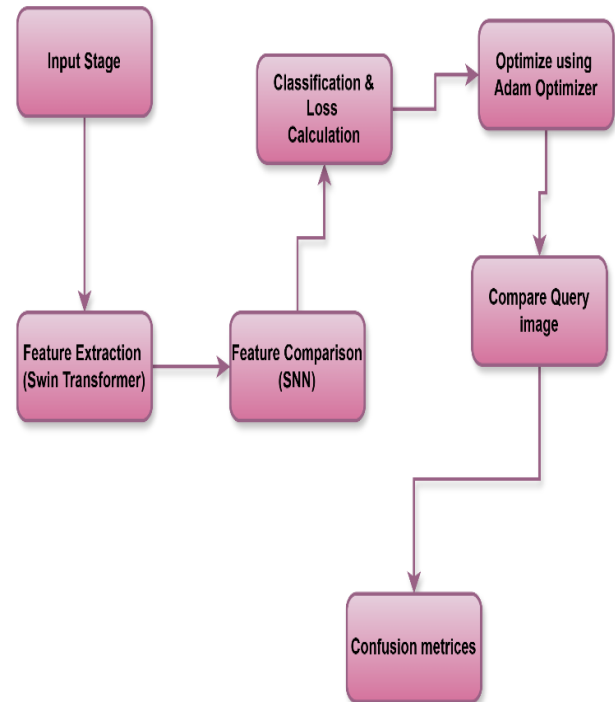 Input Stage
Feature Extraction
(Swin Transformer)
Feature Comparison
(SNN)
Classification &
Loss
Calculation
Optimize using
Adam Optimizer
Compare Query
image
Confusion metrices